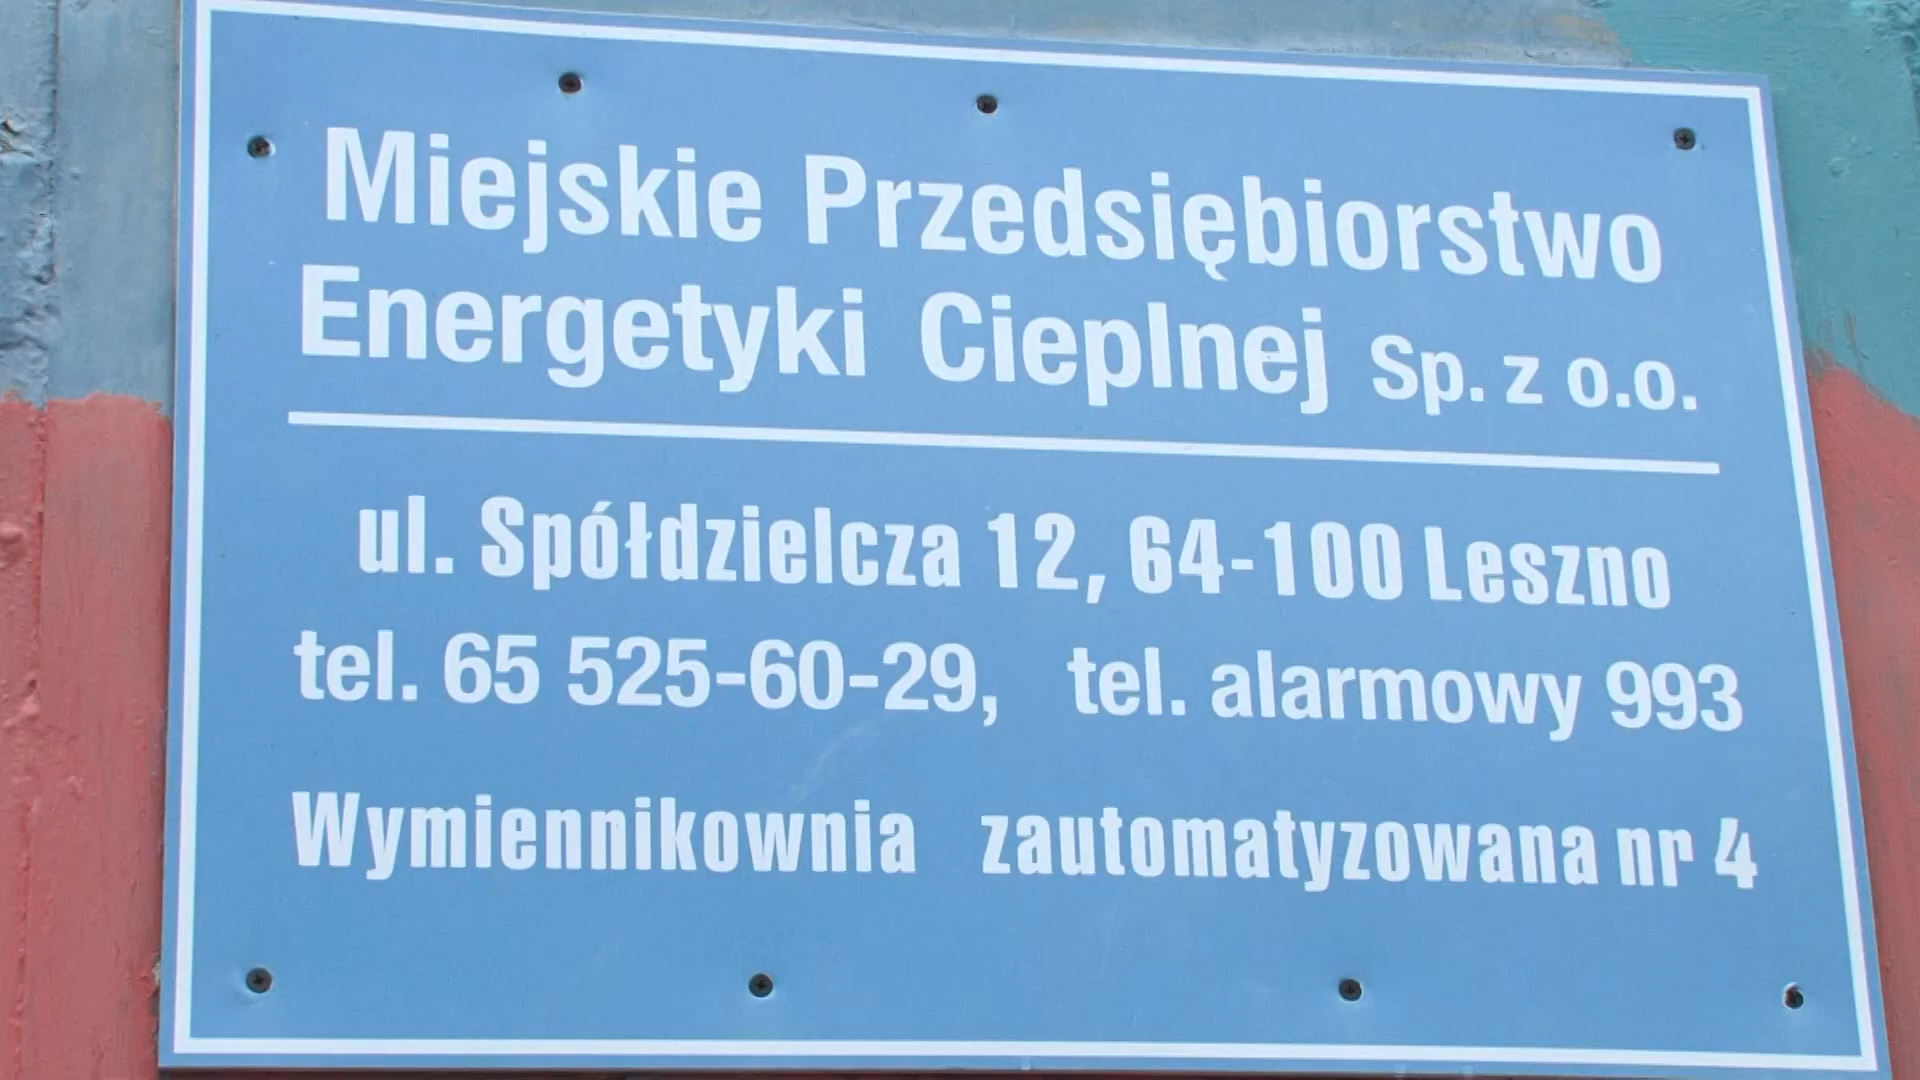 Miejskie Przedsiębiorstwo
Energetyki Cieplnej Sp. z o.o.
ul. Spółdzielcza 12, 64-100 Leszno
tel. 65 525-60-29, tel. alarmowy 993
Wymiennikownia zautomatyzowana nr 4